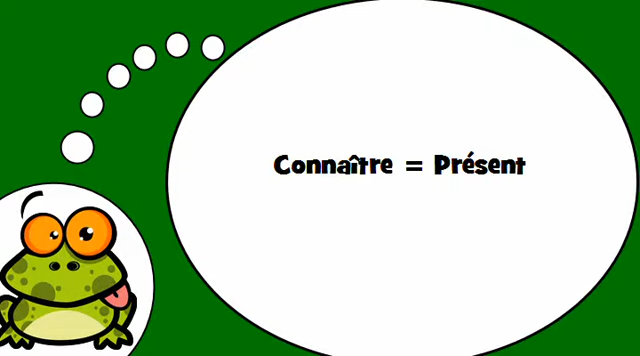 Connaître = Présent